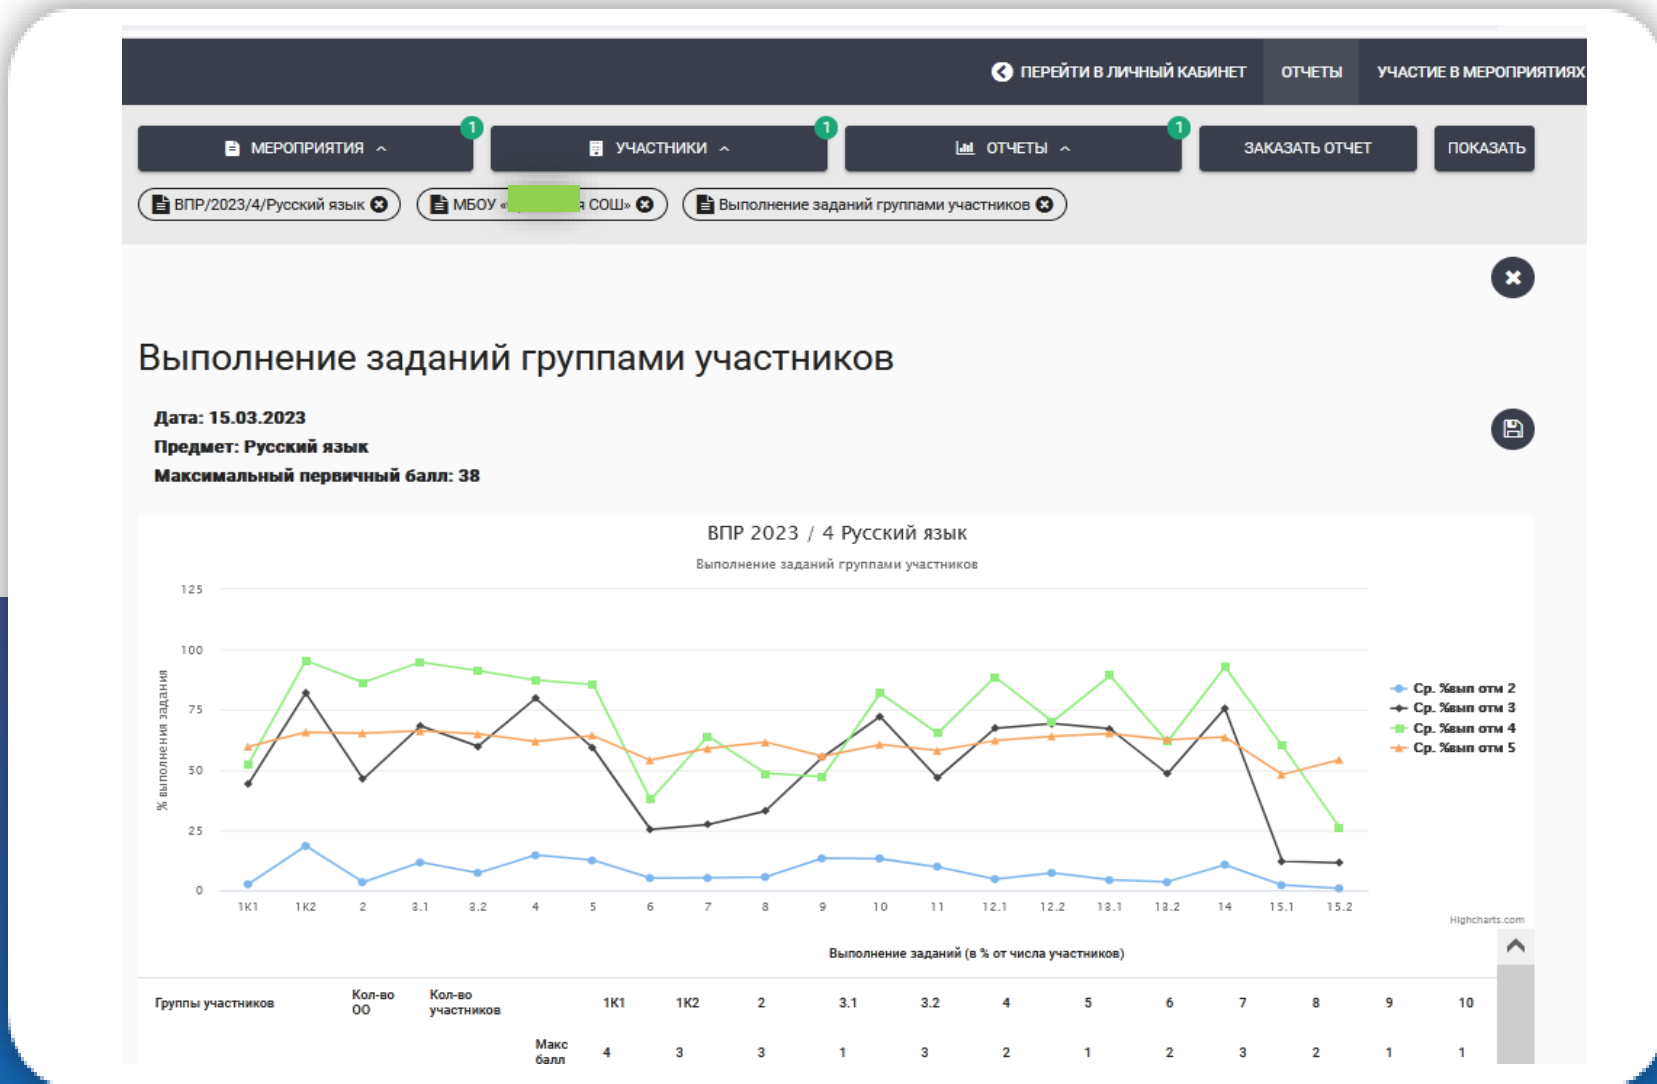 ПЕРЕЙТИ В ЛИЧНЫЙ КАБИНЕТ ОТЧЕТЫ УЧАСТИЕ В МЕРОПРИЯТИЯХ
МЕРОПРИЯТИЯ 1 УЧАСТНИКИ 1 ОТЧЕТЫ 1 ЗАКАЗАТЬ ОТЧЕТ ПОКАЗАТЬ
ВПР/2023/4/Русский язык МБОУ « СОШ» Выполнение заданий группами участников
Выполнение заданий группами участников
Дата: 15.03.2023
Предмет: Русский язык
Максимальный первичный балл: 38
ВПР 2023 / 4 Русский язык
Выполнение заданий группами участников
% выполнения задания
125
100
75
50
25
0
1К1 1К2 2 3.1 3.2 4 5 6 7 8 9 10 11 12.1 12.2 13.1 13.2 14 15.1 15.2
Ср. %вып отм 2
Ср. %вып отм 3
Ср. %вып отм 4
Ср. %вып отм 5
Highcharts.com
Выполнение заданий (в % от числа участников)
Группы участников Кол-во ОО Кол-во участников 1К1 1К2 2 3.1 3.2 4 5 6 7 8 9 10
Макс балл 4 3 3 1 3 2 1 2 3 2 1 1